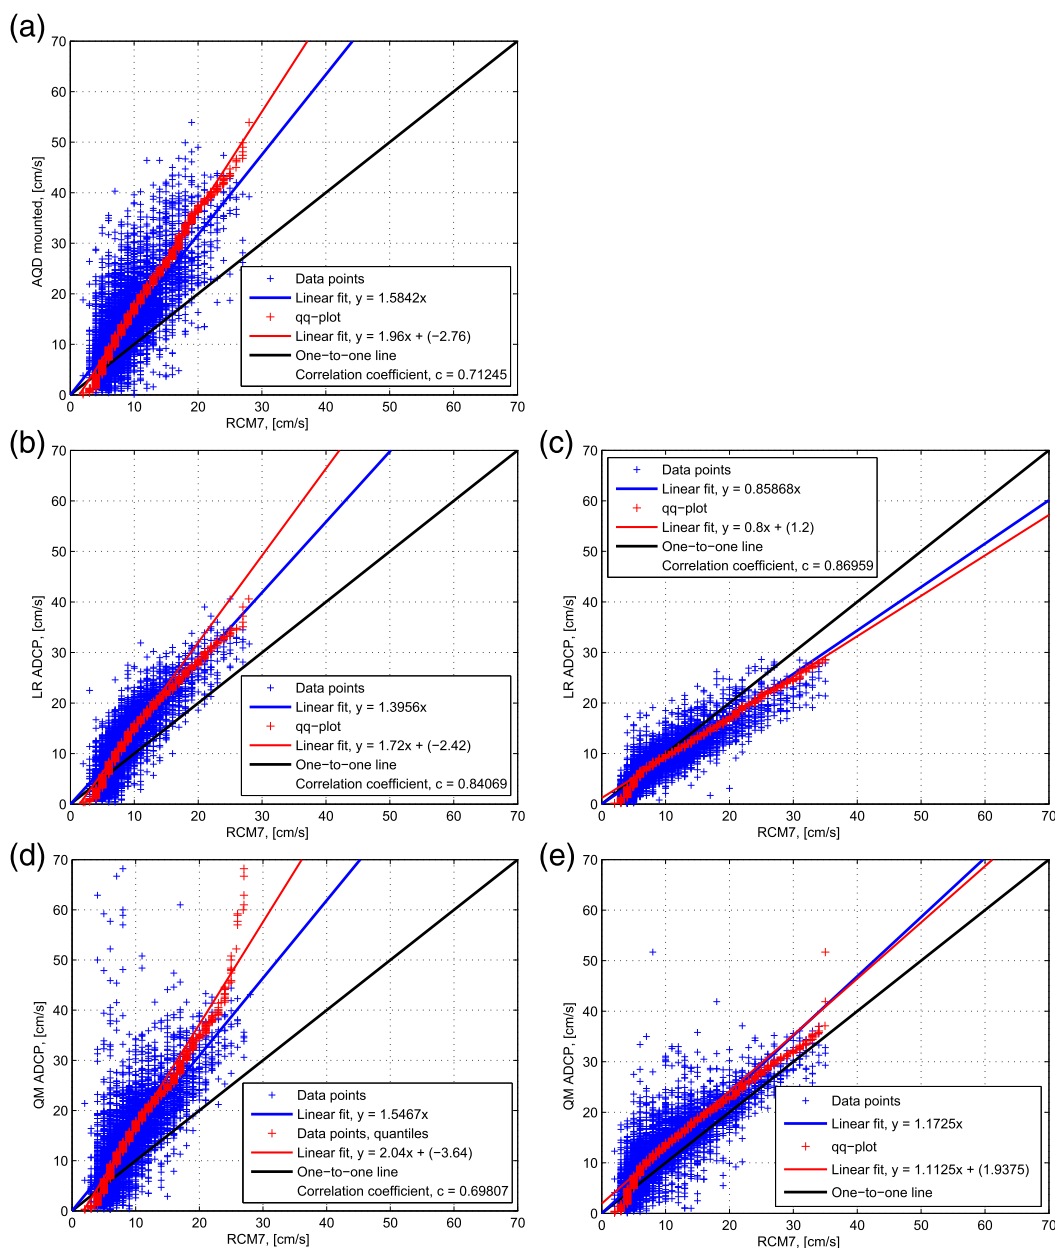 (a)
70
60
50
40
30
20
10
0
AQD mounted, [cm/s]
+ Data points
Linear fit, y = 1.5842x
+ qq−plot
Linear fit, y = 1.96x + (−2.76)
One−to−one line
Correlation coefficient, c = 0.71245
0 10 20 30 40 50 60 70
RCM7, [cm/s]
(b)
70
60
50
40
30
20
10
0
LR ADCP, [cm/s]
+ Data points
Linear fit, y = 1.3956x
+ qq−plot
Linear fit, y = 1.72x + (−2.42)
One−to−one line
Correlation coefficient, c = 0.84069
0 10 20 30 40 50 60 70
RCM7, [cm/s]
(c)
70
60
50
40
30
20
10
0
LR ADCP, [cm/s]
+ Data points
Linear fit, y = 0.85868x
+ qq−plot
Linear fit, y = 0.8x + (1.2)
One−to−one line
Correlation coefficient, c = 0.86959
0 10 20 30 40 50 60 70
RCM7, [cm/s]
(d)
70
60
50
40
30
20
10
0
QM ADCP, [cm/s]
+ Data points
Linear fit, y = 1.5467x
+ Data points, quantiles
Linear fit, y = 2.04x + (−3.64)
One−to−one line
Correlation coefficient, c = 0.69807
0 10 20 30 40 50 60 70
RCM7, [cm/s]
(e)
70
60
50
40
30
20
10
0
QM ADCP, [cm/s]
+ Data points
Linear fit, y = 1.1725x
+ qq−plot
Linear fit, y = 1.1125x + (1.9375)
One−to−one line
0 10 20 30 40 50 60 70
RCM7, [cm/s]